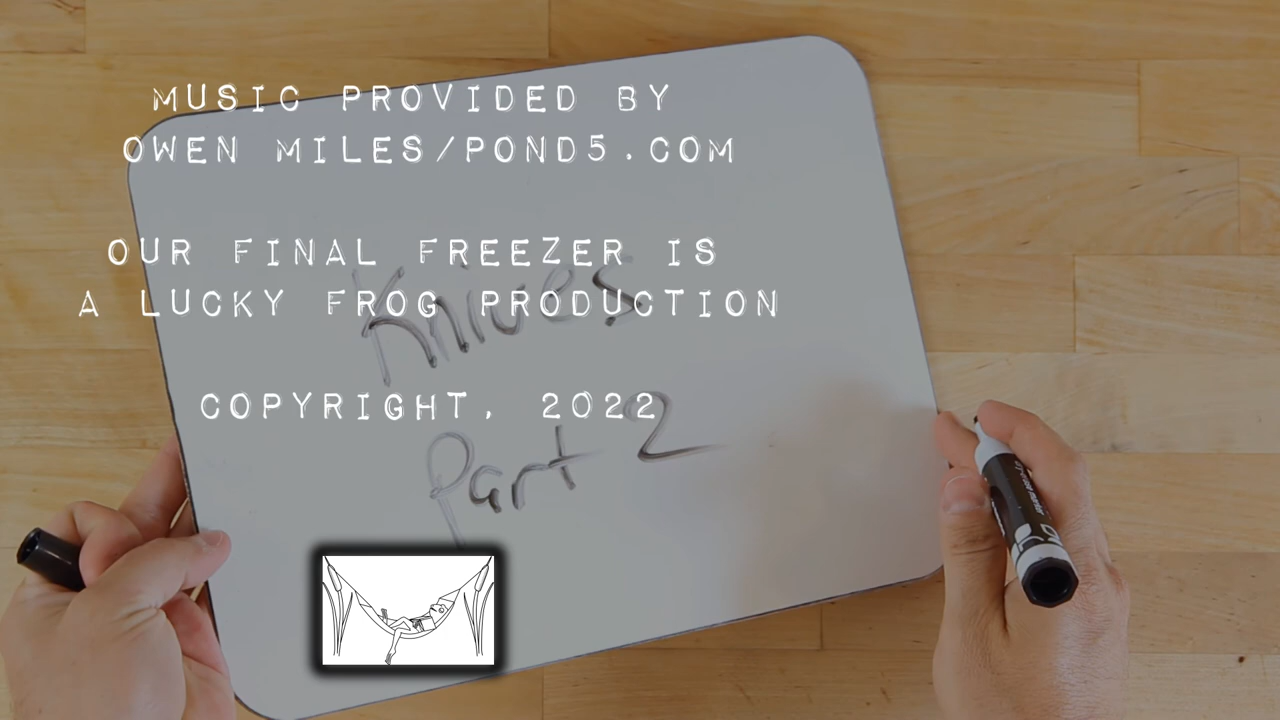 MUSIC PROVIDED BY
OWEN MILES/POND5.COM
OUR FINAL FREEZER IS
A LUCKY FROG PRODUCTION
COPYRIGHT, 2022
Knives
Part 2